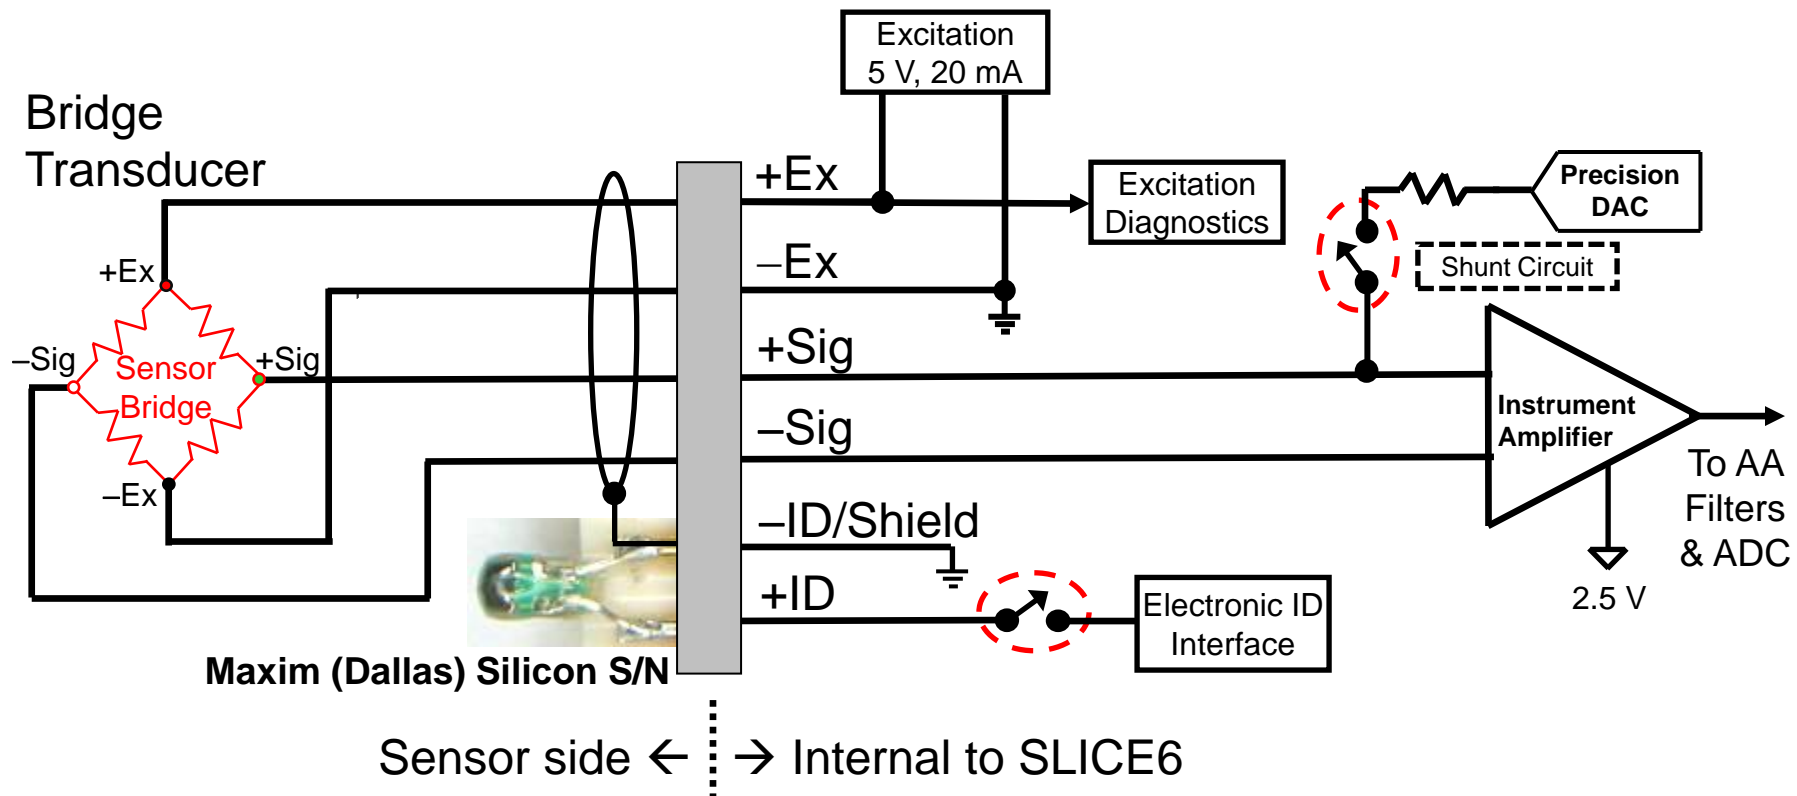 Excitation
5 V, 20 mA
Bridge
Transducer
+Ex
Excitation
Diagnostics
Precision
DAC
Shunt Circuit
–Ex
+Ex
–Sig
+Sig
Sensor
Bridge
–Ex
+Sig
–Sig
Instrument
Amplifier
To AA
Filters
& ADC
2.5 V
–ID/Shield
+ID
Electronic ID
Interface
Maxim (Dallas) Silicon S/N
Sensor side ← → Internal to SLICE6